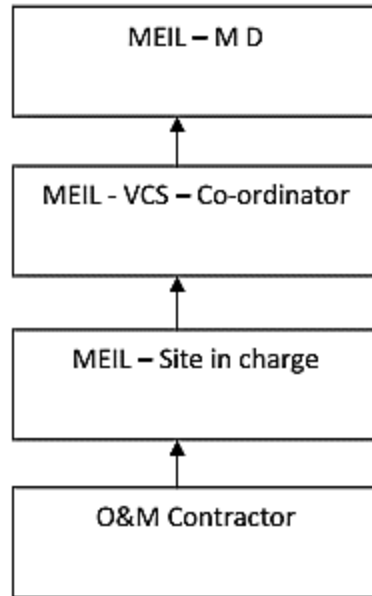 MEIL – M D
MEIL - VCS – Co-ordinator
MEIL – Site in charge
O&M Contractor